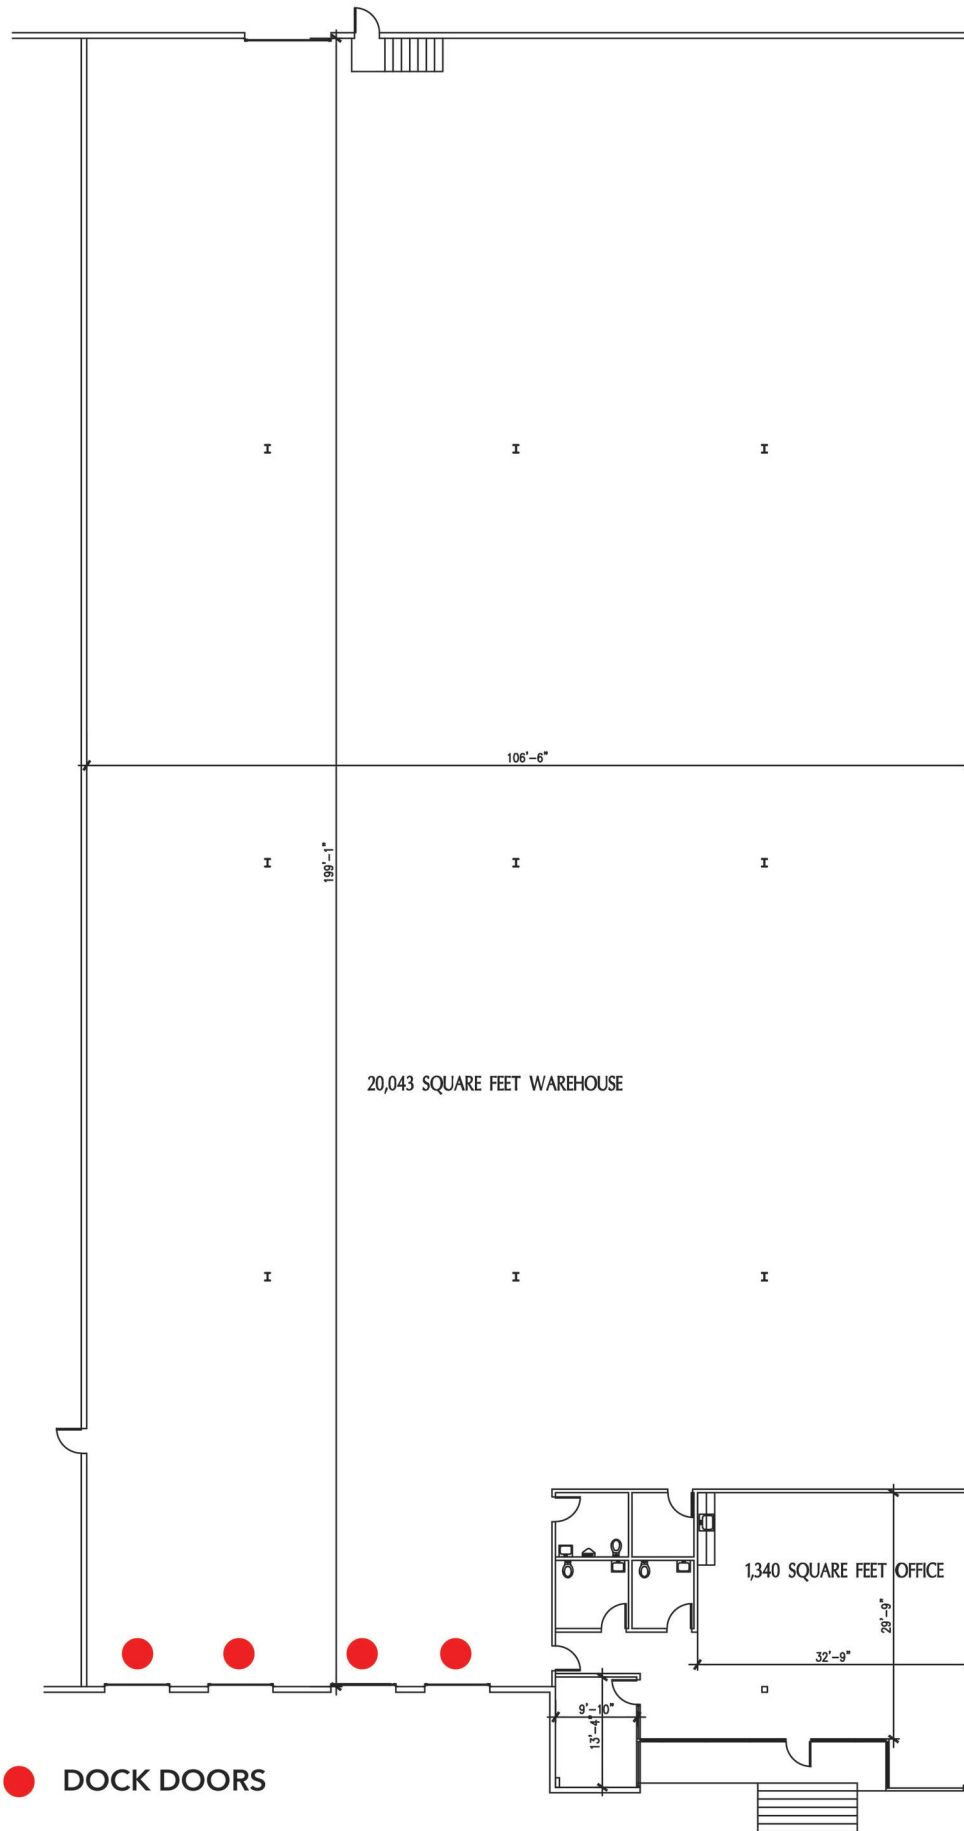 106'-6"
199'-1"
20,043 SQUARE FEET WAREHOUSE
1,340 SQUARE FEET OFFICE
29'-9"
32'-9"
9'-10"
13'-4"
DOCK DOORS